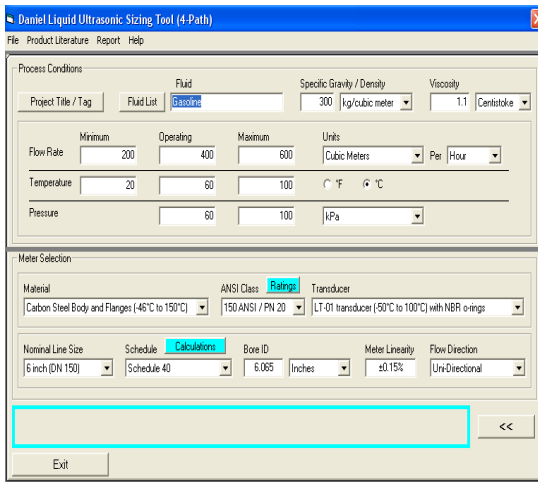 Daniel Liquid Ultrasonic Sizing Tool (4-Path)
File Product Literature Report Help
Process Conditions
Fluid Specific Gravity / Density Viscosity
Project Title / Tag Fluid List Gasoline 300 kg/cubic meter 1.1 Centistoke
Minimum Operating Maximum Units
Flow Rate 200 400 600 Cubic Meters Per Hour
Temperature 20 60 100 °F °C
Pressure 60 100 kPa
Meter Selection
Material ANSI Class Ratings Transducer
Carbon Steel Body and Flanges (-46°C to 150°C) 150 ANSI / PN 20 LT-01 transducer (-50°C to 100°C) with NBR o-rings
Nominal Line Size Schedule Calculations Bore ID Meter Linearity Flow Direction
6 inch (DN 150) Schedule 40 6.065 Inches ±0.15% Uni-Directional
<<
Exit